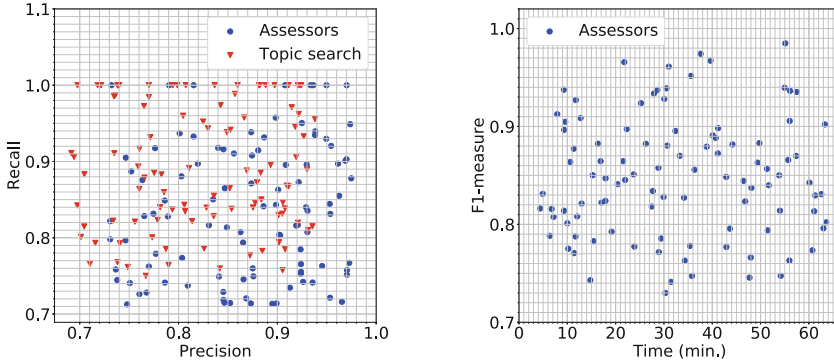 1.1
1.0
0.9
0.8
0.7
Recall
Assessors
Topic search
0.7 0.8 0.9 1.0
Precision
1.0
0.9
0.8
0.7
F1-measure
Assessors
0 10 20 30 40 50 60
Time (min.)